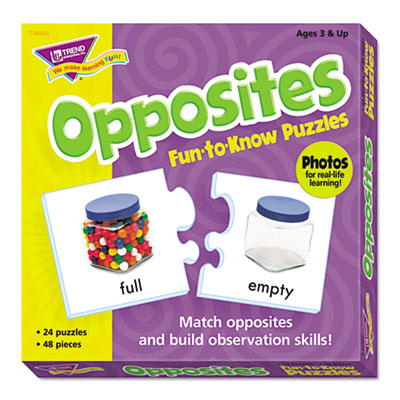 T-36004
TREND
We make learning FUN!®
Ages 3 & Up
Opposites
Fun-to-Know Puzzles
Photos
for real-life
learning!
full
empty
• 24 puzzles
• 48 pieces
Match opposites
and build observation skills!
Opposites
Fun-to-Know
Puzzles
Opposites
Fun-to-Know Puzzles